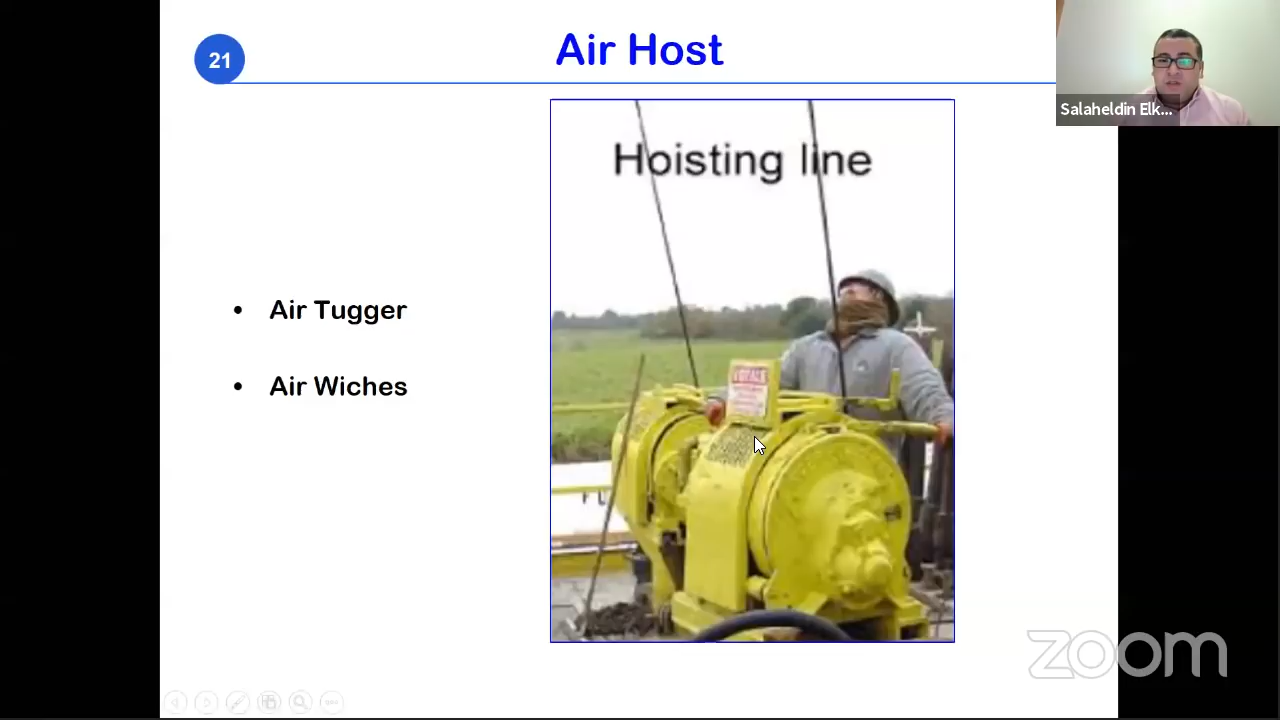 21
Air Host
Salaheldin Elk...
Hoisting line
• Air Tugger
• Air Wiches
zoom